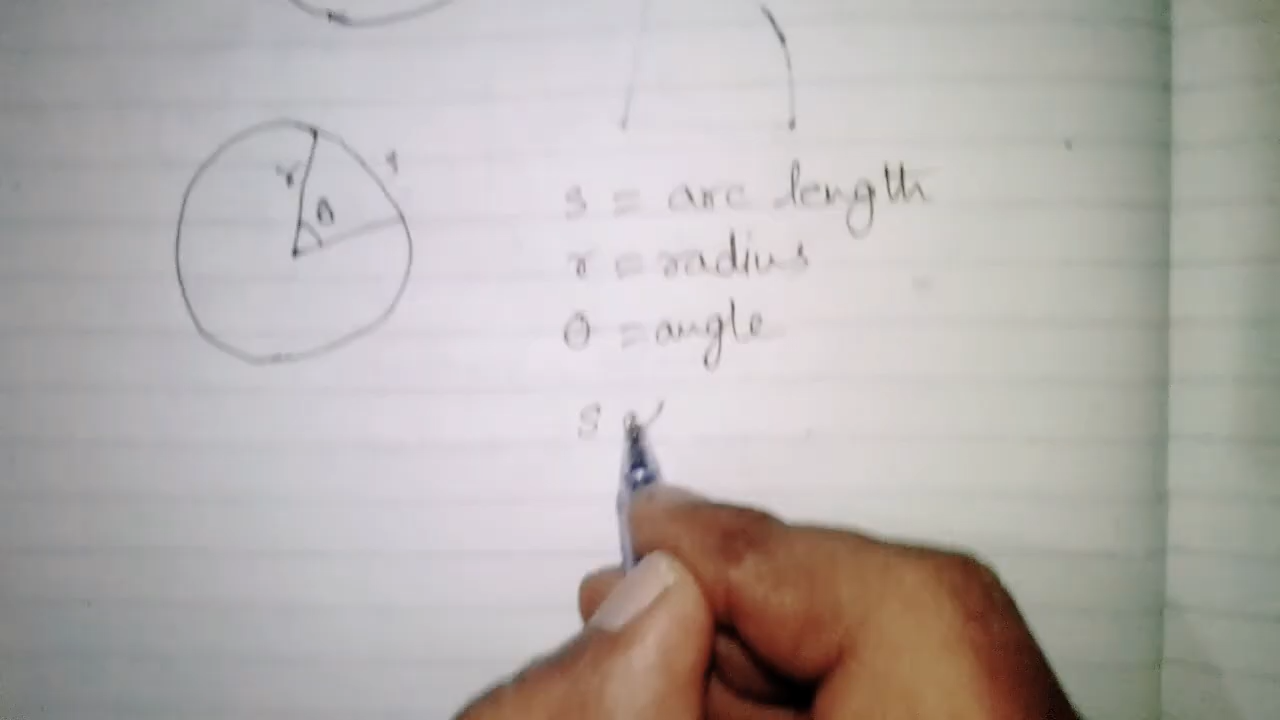 r
θ
s
s = arc length
r = radius
θ = angle
s ∝